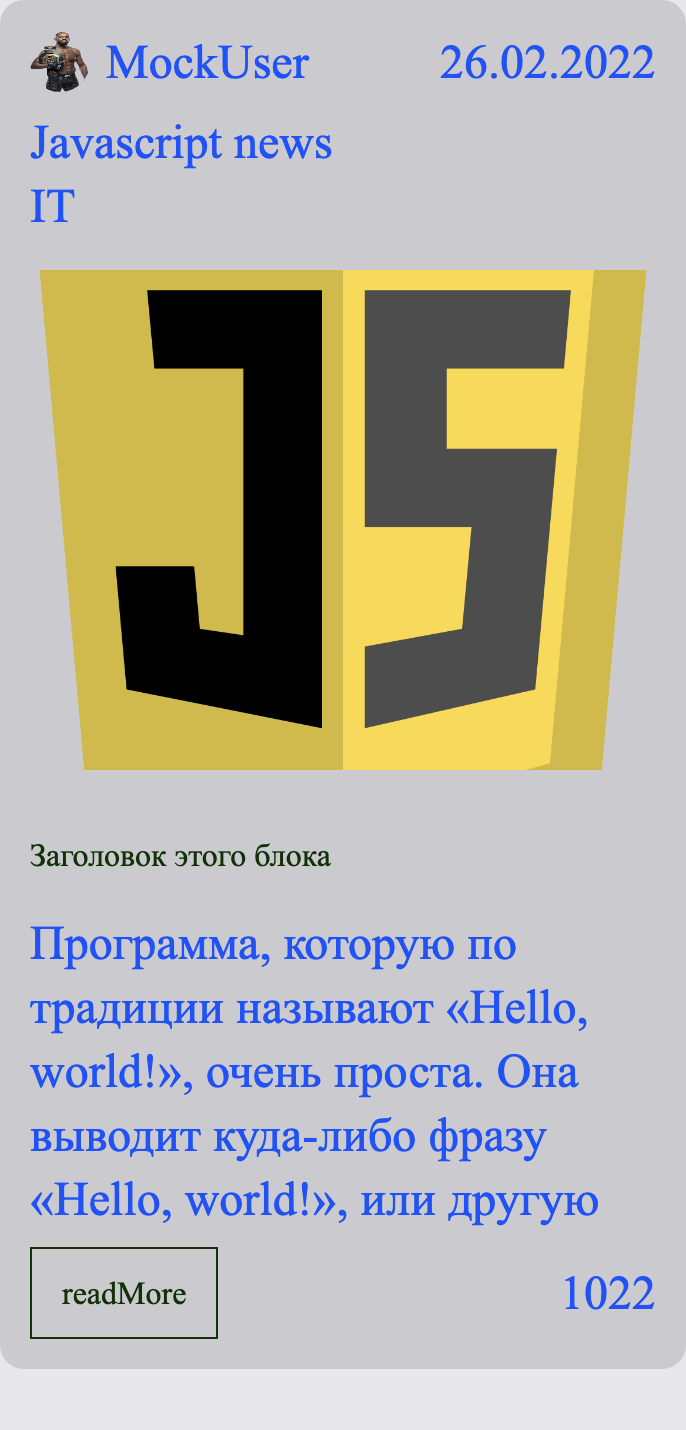 MockUser 26.02.2022
Javascript news
IT
JS
Заголовок этого блока
Программа, которую по
традиции называют «Hello,
world!», очень проста. Она
выводит куда-либо фразу
«Hello, world!», или другую
readMore 1022